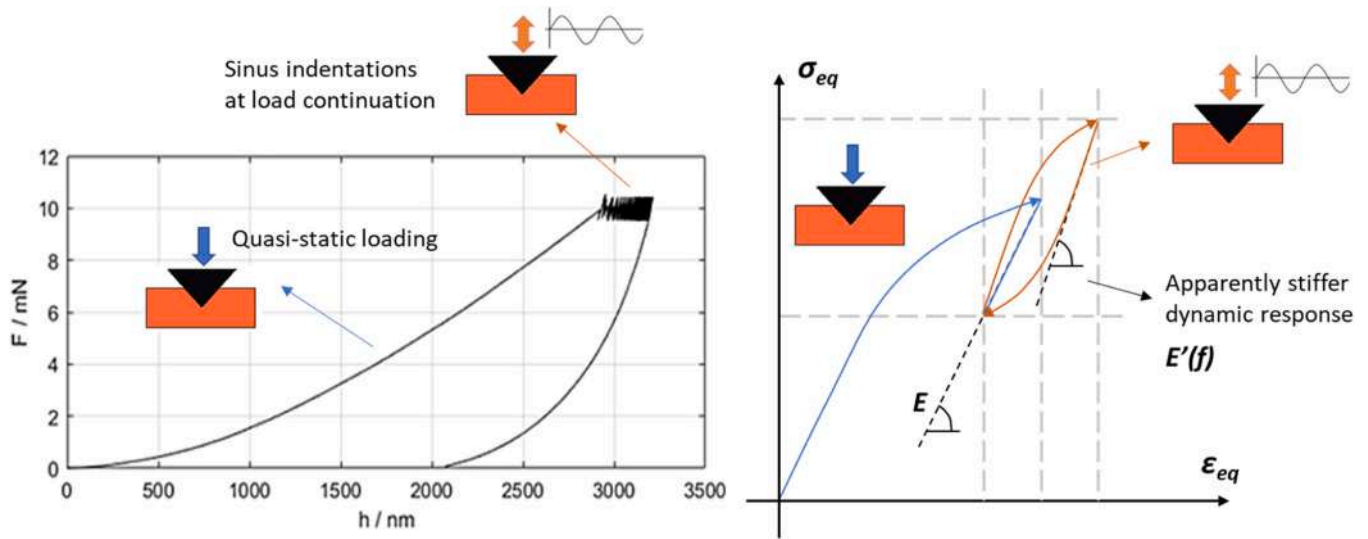 Sinus indentations
at load continuation
12
10
8
6
4
2
0
F / mN
Quasi-static loading
0 500 1000 1500 2000 2500 3000 3500
h / nm
σeq
E
Apparently stiffer
dynamic response
E'(f)
εeq